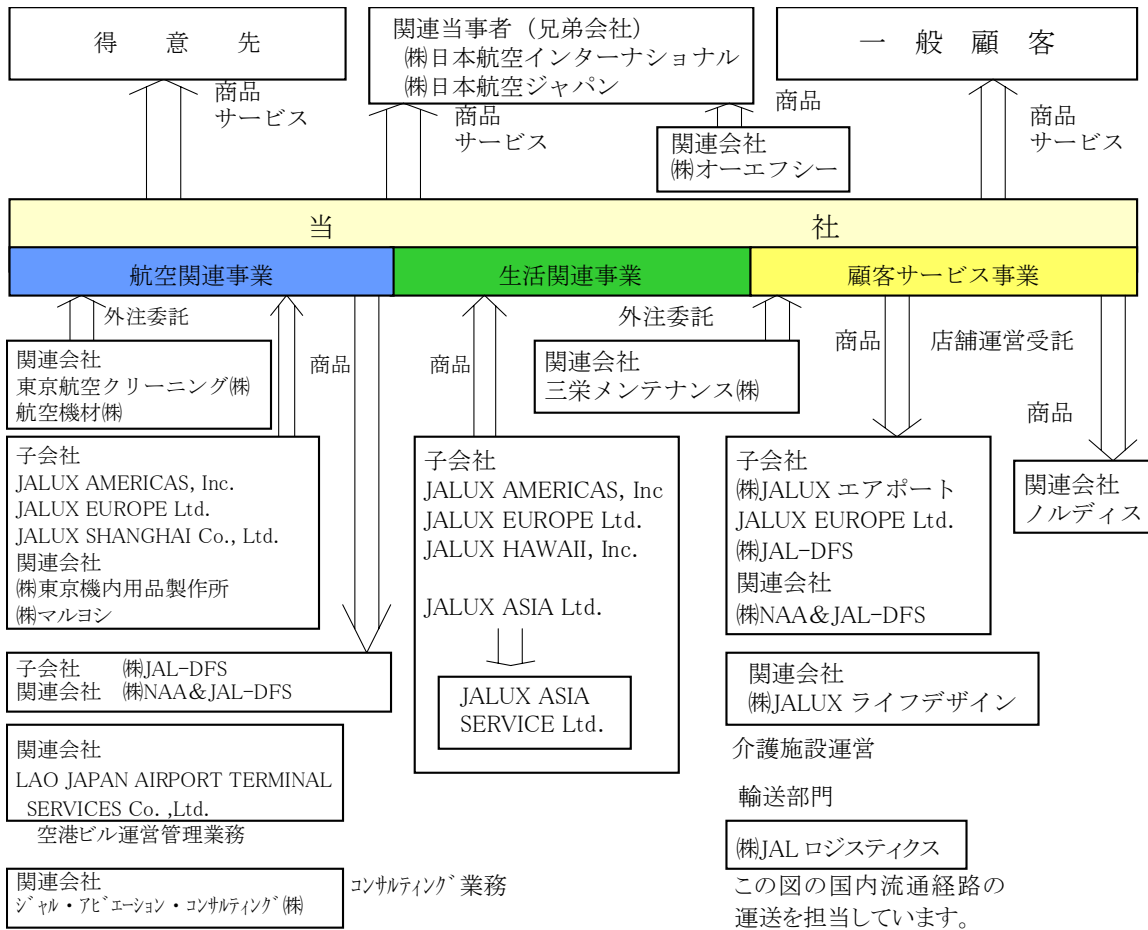 得　意　先
関連当事者（兄弟会社）
㈱日本航空インターナショナル
㈱日本航空ジャパン
一　般　顧　客
商品
サービス
商品
サービス
商品
関連会社
㈱オーエフシー
商品
サービス
当　社
航空関連事業
生活関連事業
顧客サービス事業
外注委託
関連会社
東京航空クリーニング㈱
航空機材㈱
商品
商品
外注委託
関連会社
三栄メンテナンス㈱
商品
店舗運営受託
商品
子会社
JALUX AMERICAS, Inc.
JALUX EUROPE Ltd.
JALUX SHANGHAI Co., Ltd.
関連会社
㈱東京機内用品製作所
㈱マルヨシ
子会社
JALUX AMERICAS, Inc
JALUX EUROPE Ltd.
JALUX HAWAII, Inc.
JALUX ASIA Ltd.
JALUX ASIA
SERVICE Ltd.
子会社
㈱JALUX エアポート
JALUX EUROPE Ltd.
㈱JAL-DFS
関連会社
㈱NAA＆JAL-DFS
関連会社
ノルディス
子会社　㈱JAL-DFS
関連会社　㈱NAA＆JAL-DFS
関連会社
LAO JAPAN AIRPORT TERMINAL
SERVICES Co. ,Ltd.
空港ビル運営管理業務
関連会社
ｼﾞｬﾙ・ｱﾋﾞｴｰｼｮﾝ・ｺﾝｻﾙﾃｨﾝｸﾞ㈱
ｺﾝｻﾙﾃｨﾝｸﾞ業務
関連会社
㈱JALUX ライフデザイン
介護施設運営
輸送部門
㈱JAL ロジスティクス
この図の国内流通経路の
運送を担当しています。